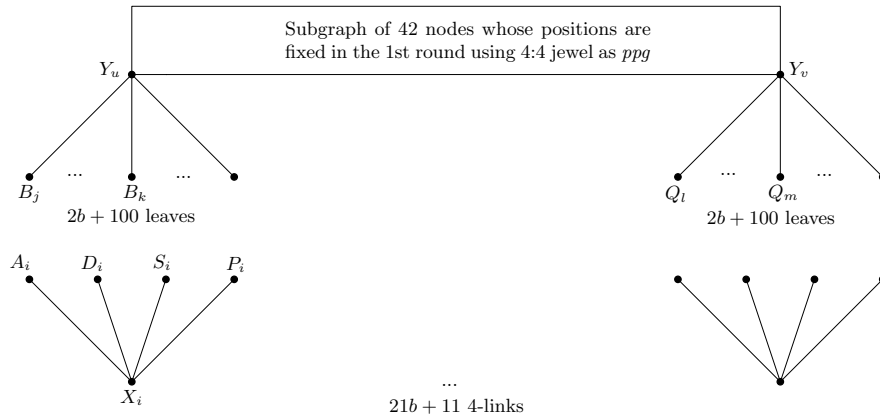 Subgraph of 42 nodes whose positions are
fixed in the 1st round using 4:4 jewel as ppg
Y_u
Y_v
...
...
...
...
B_j
B_k
Q_l
Q_m
2b + 100 leaves
2b + 100 leaves
A_i
D_i
S_i
P_i
X_i
...
21b + 11 4-links